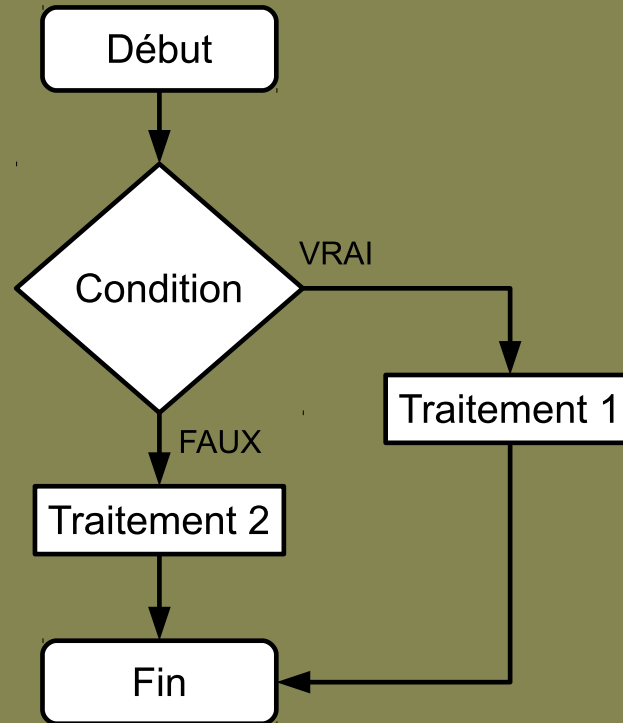 Début
VRAI
Condition
Traitement 1
FAUX
Traitement 2
Fin